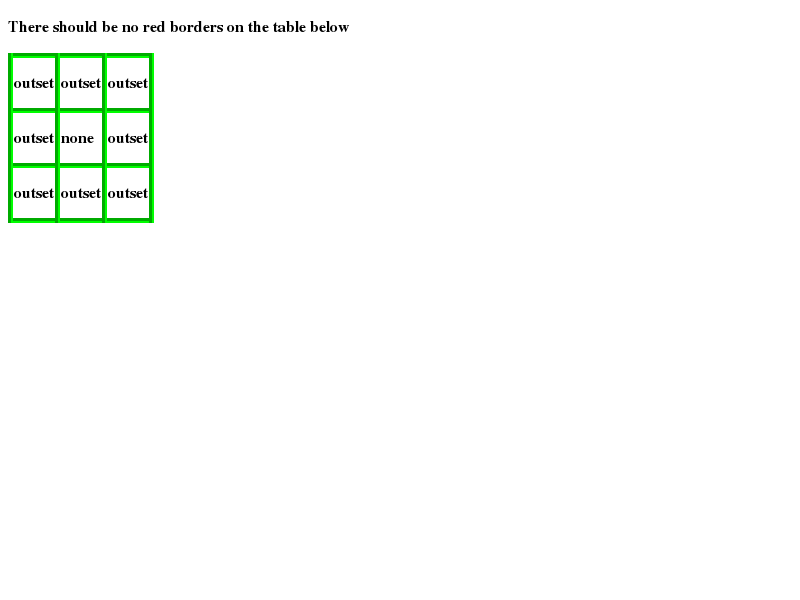 There should be no red borders on the table below
outset outset outset
outset none outset
outset outset outset